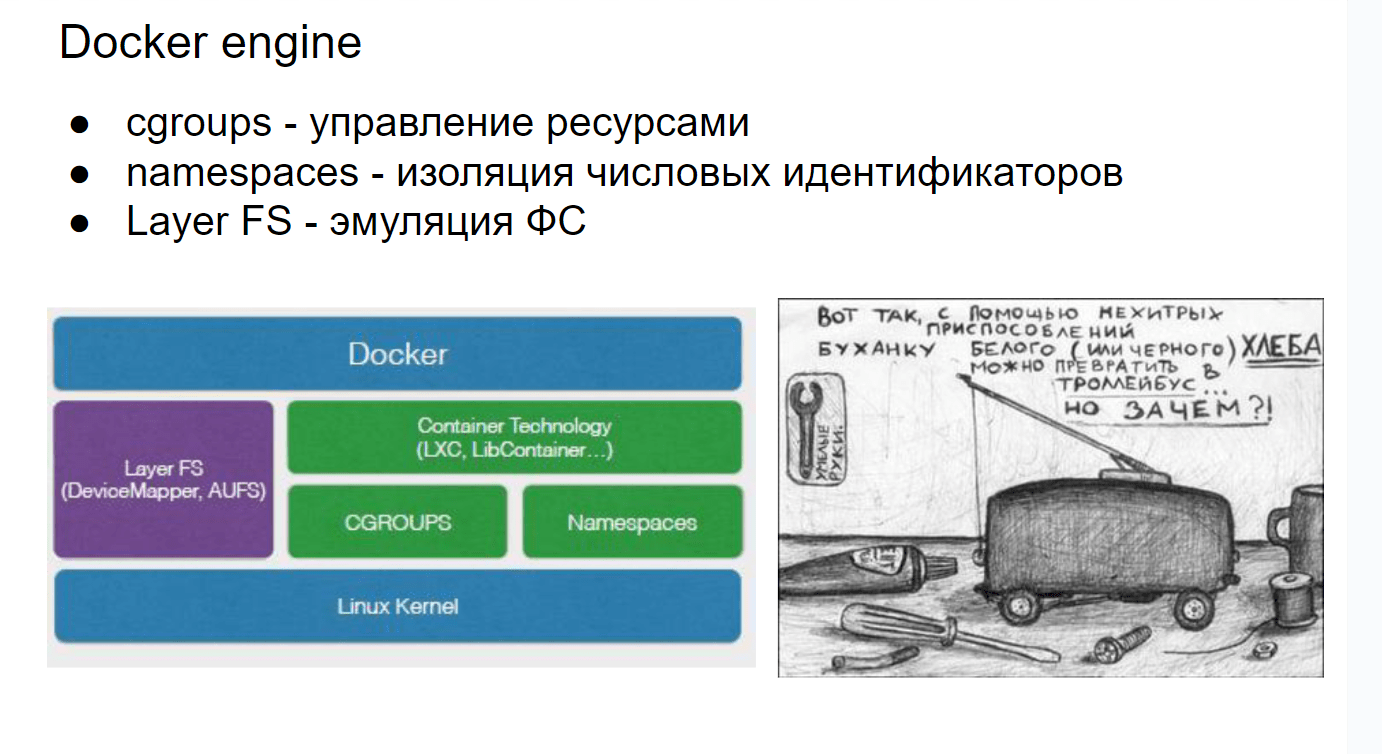 Docker engine
● cgroups - управление ресурсами
● namespaces - изоляция числовых идентификаторов
● Layer FS - эмуляция ФС
Docker
Layer FS
(DeviceMapper, AUFS)
Container Technology
(LXC, LibContainer...)
CGROUPS
Namespaces
Linux Kernel
ВОТ ТАК, С ПОМОЩЬЮ НЕХИТРЫХ
ПРИСПОСОБЛЕНИЙ
БУХАНКУ БЕЛОГО (ИЛИ ЧЕРНОГО) ХЛЕБА
МОЖНО ПРЕВРАТИТЬ В
ТРОЛЛЕЙБУС...
НО ЗАЧЕМ?!
УМЕЛЫЕ
РУКИ.